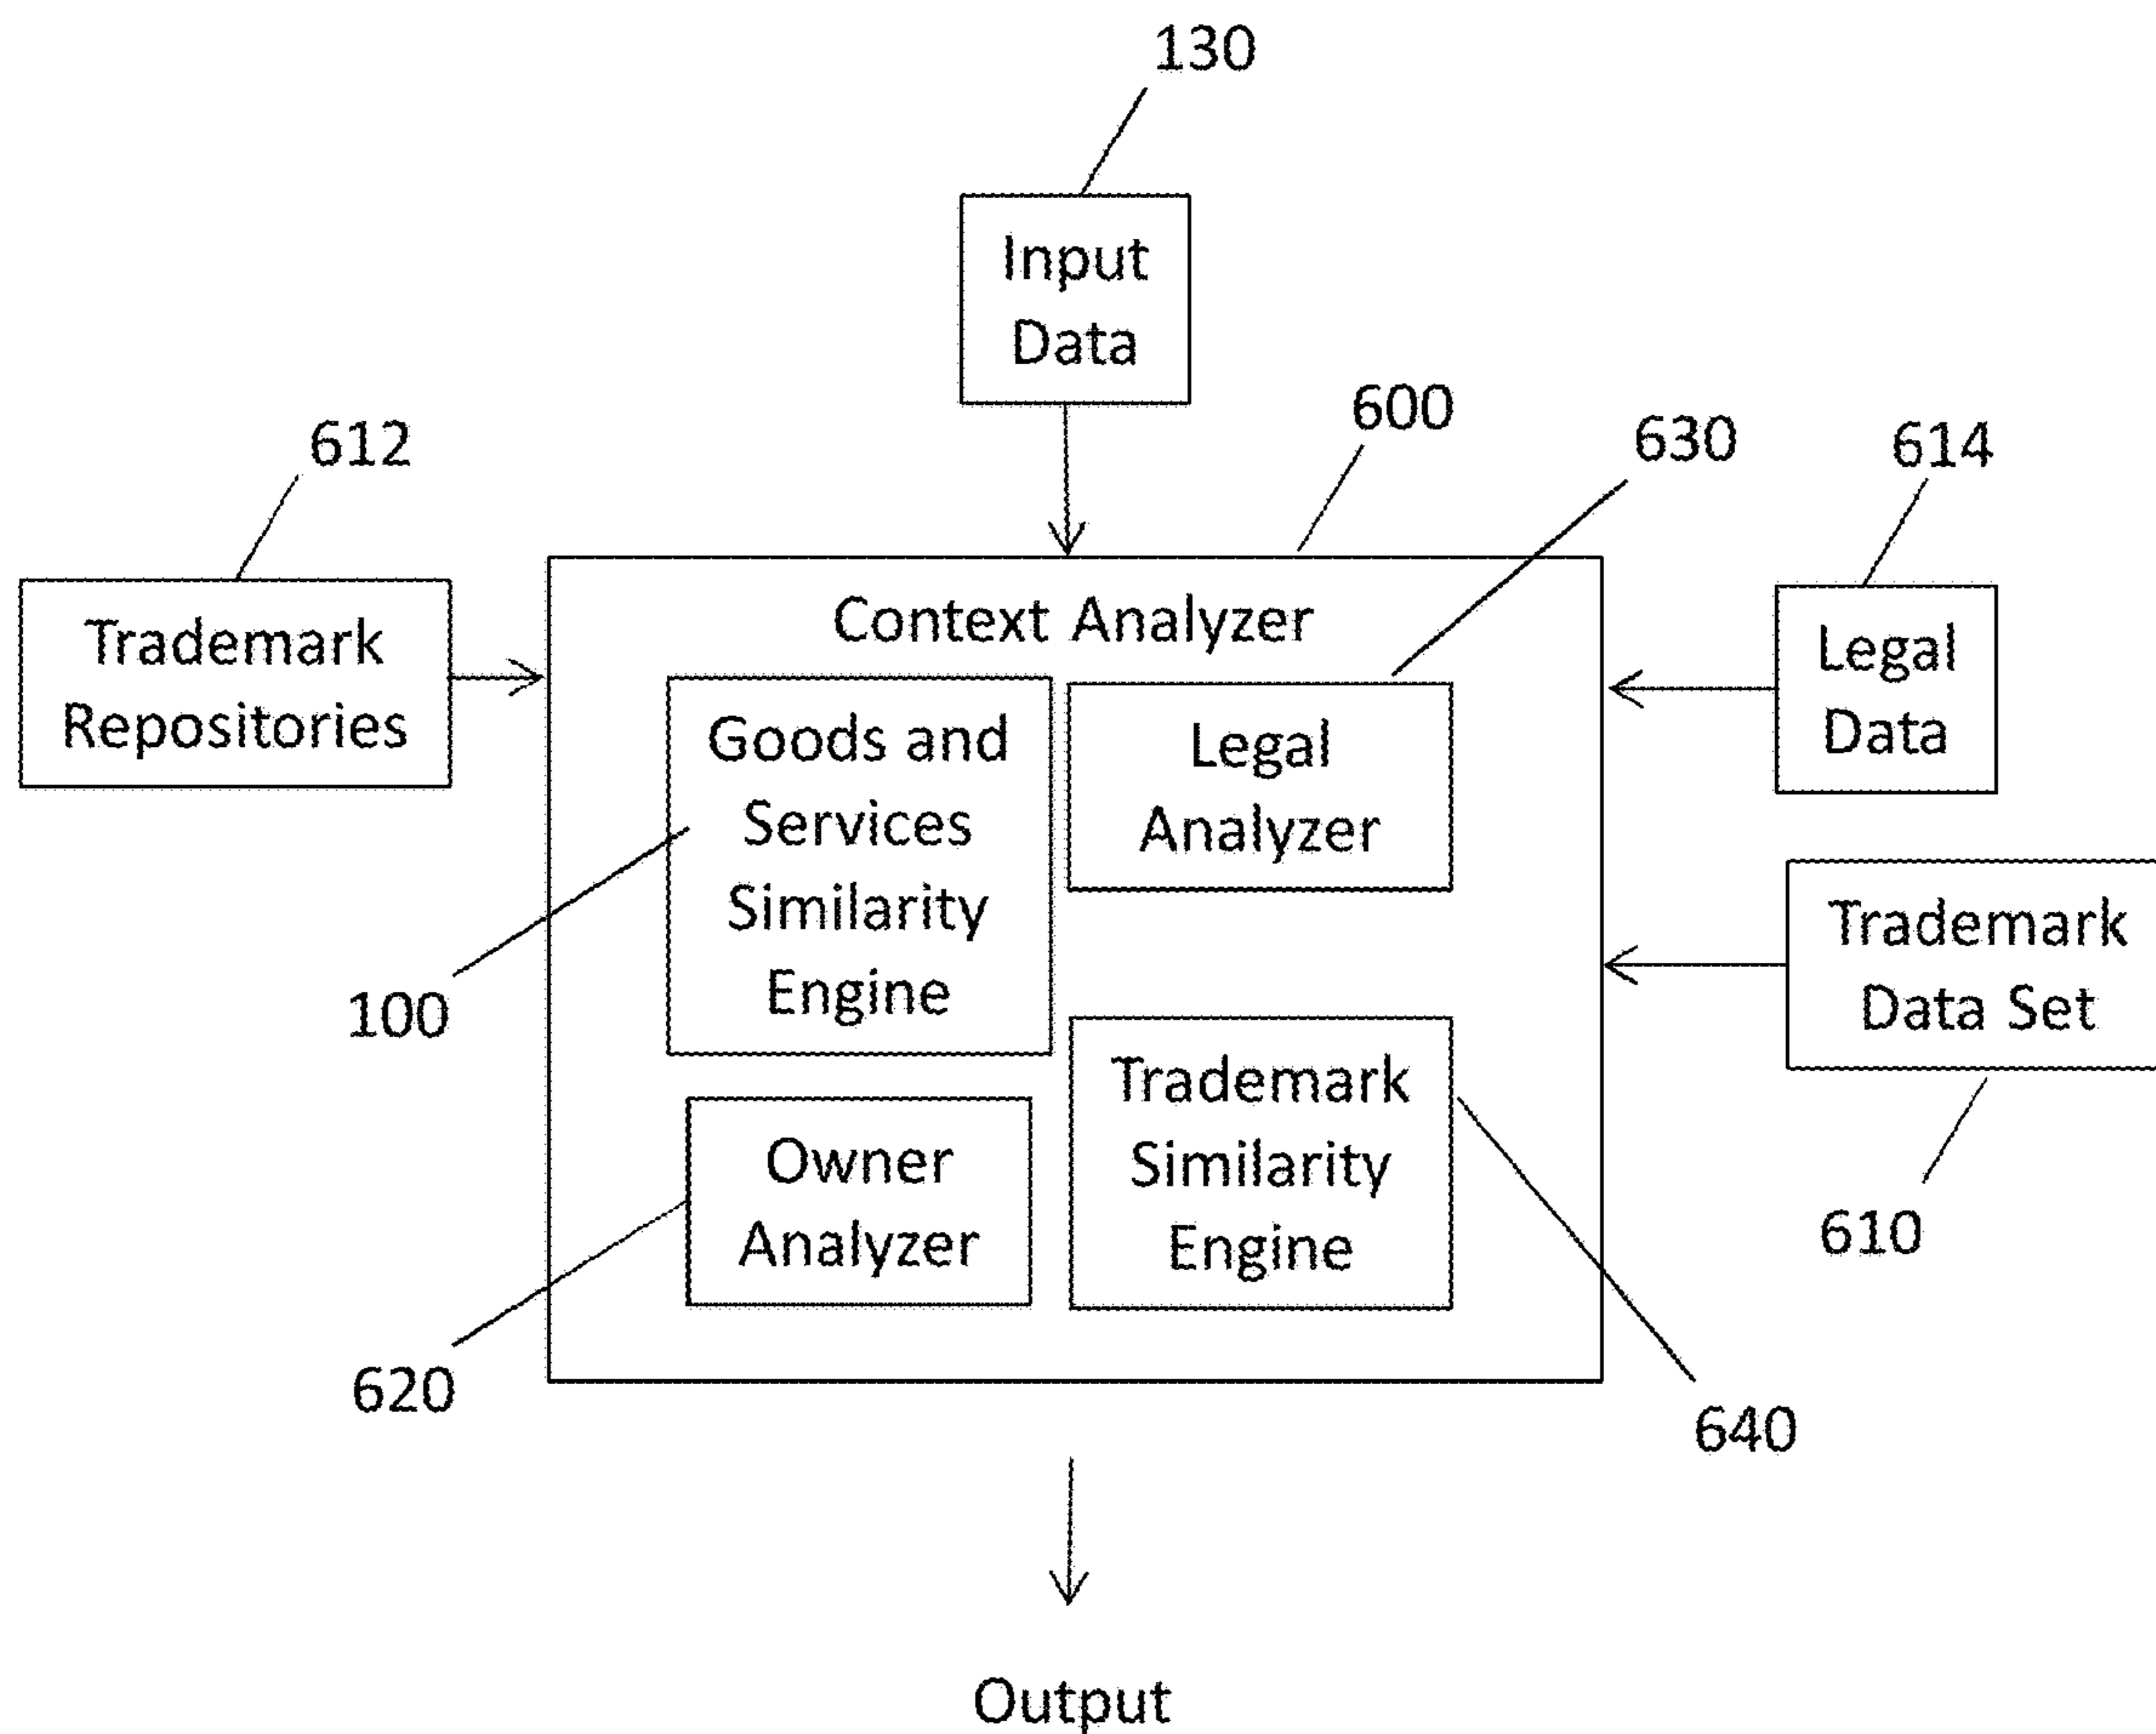 130
Input
Data
600
612
630
614
Trademark
Repositories
Context Analyzer
Legal
Data
Goods and
Services
Similarity
Engine
Legal
Analyzer
100
Trademark
Data Set
610
Owner
Analyzer
Trademark
Similarity
Engine
620
640
Output